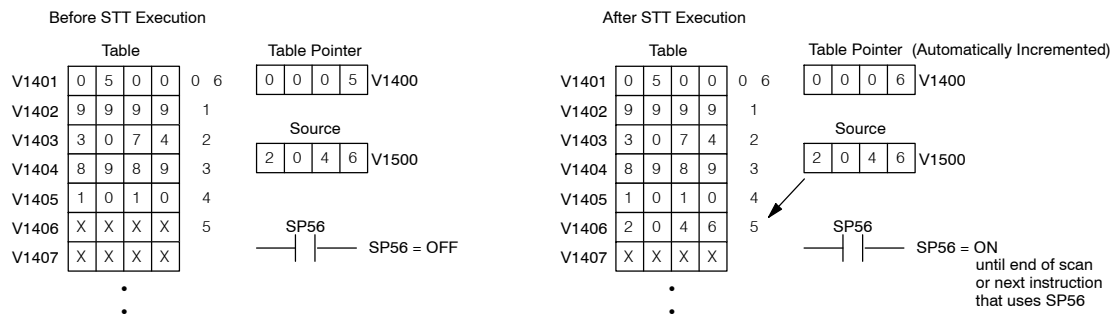 Before STT Execution
Table
Table Pointer
V1401 0 5 0 0 0 6
0 0 0 5 V1400
V1402 9 9 9 9 1
V1403 3 0 7 4 2
Source
V1404 8 9 8 9 3
2 0 4 6 V1500
V1405 1 0 1 0 4
V1406 X X X X 5
SP56
SP56 = OFF
V1407 X X X X
After STT Execution
Table
Table Pointer (Automatically Incremented)
V1401 0 5 0 0 0 6
0 0 0 6 V1400
V1402 9 9 9 9 1
V1403 3 0 7 4 2
Source
V1404 8 9 8 9 3
2 0 4 6 V1500
V1405 1 0 1 0 4
V1406 2 0 4 6 5
SP56
SP56 = ON
V1407 X X X X
until end of scan
or next instruction
that uses SP56